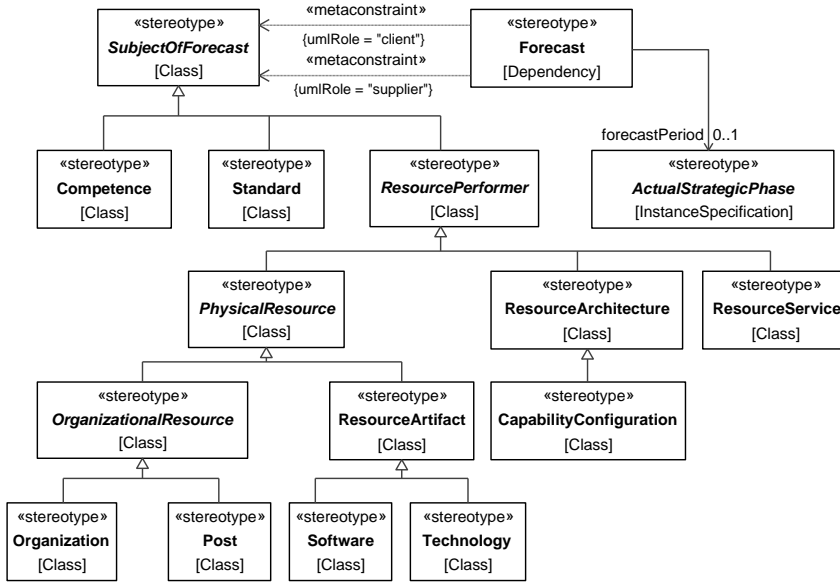 «stereotype»
SubjectOfForecast
[Class]
«metaconstraint»
{umlRole = "client"}
«metaconstraint»
{umlRole = "supplier"}
«stereotype»
Forecast
[Dependency]
forecastPeriod 0..1
«stereotype»
Competence
[Class]
«stereotype»
Standard
[Class]
«stereotype»
ResourcePerformer
[Class]
«stereotype»
ActualStrategicPhase
[InstanceSpecification]
«stereotype»
PhysicalResource
[Class]
«stereotype»
ResourceArchitecture
[Class]
«stereotype»
ResourceService
[Class]
«stereotype»
OrganizationalResource
[Class]
«stereotype»
ResourceArtifact
[Class]
«stereotype»
CapabilityConfiguration
[Class]
«stereotype»
Organization
[Class]
«stereotype»
Post
[Class]
«stereotype»
Software
[Class]
«stereotype»
Technology
[Class]